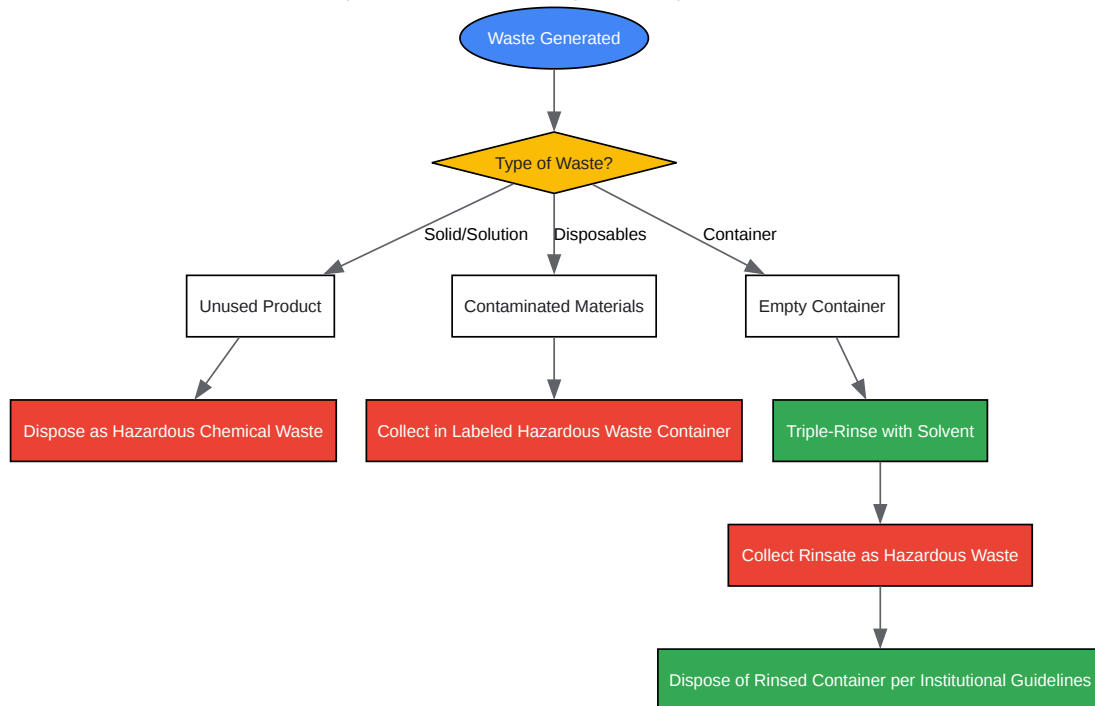 Waste Generated
Type of Waste?
Solid/Solution
Disposables
Container
Unused Product
Contaminated Materials
Empty Container
Dispose as Hazardous Chemical Waste
Collect in Labeled Hazardous Waste Container
Triple-Rinse with Solvent
Collect Rinsate as Hazardous Waste
Dispose of Rinsed Container per Institutional Guidelines